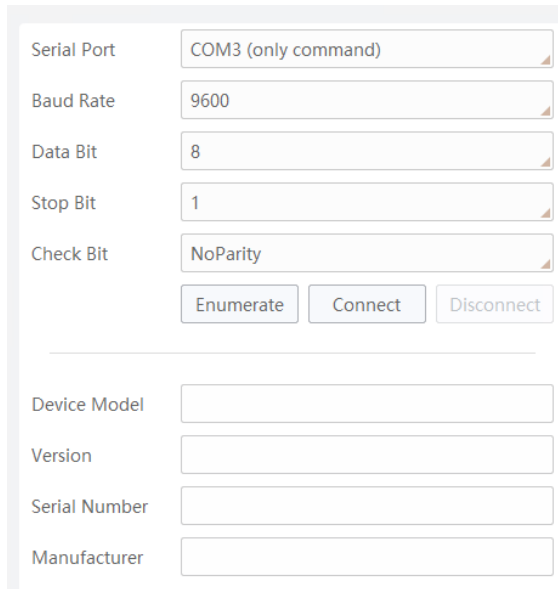 Serial Port COM3 (only command)
Baud Rate 9600
Data Bit 8
Stop Bit 1
Check Bit NoParity
Enumerate Connect Disconnect
Device Model
Version
Serial Number
Manufacturer